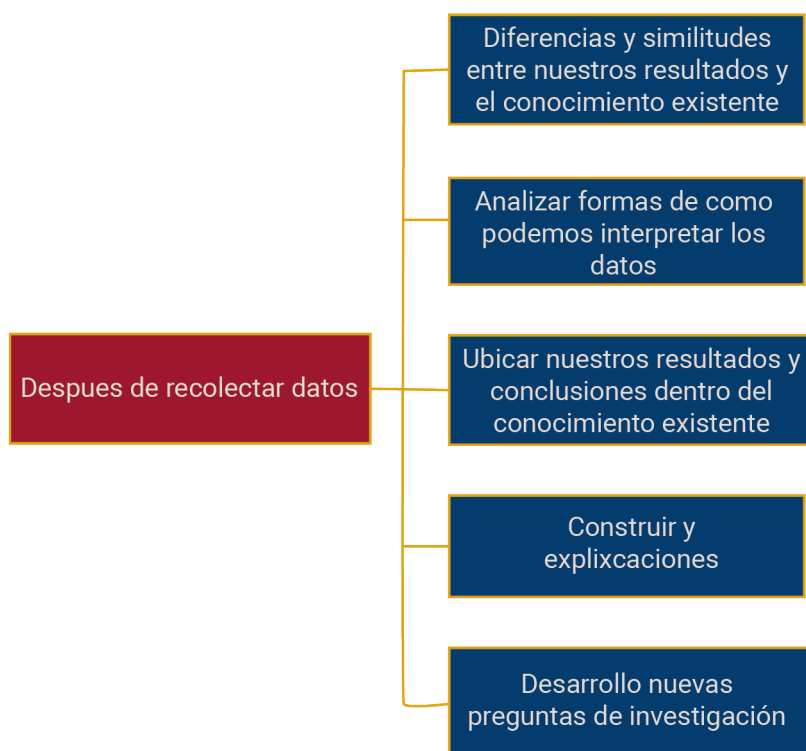 Diferencias y similitudes
entre nuestros resultados y
el conocimiento existente
Analizar formas de como
podemos interpretar los
datos
Despues de recolectar datos
Ubicar nuestros resultados y
conclusiones dentro del
conocimiento existente
Construir y
explixcaciones
Desarrollo nuevas
preguntas de investigación